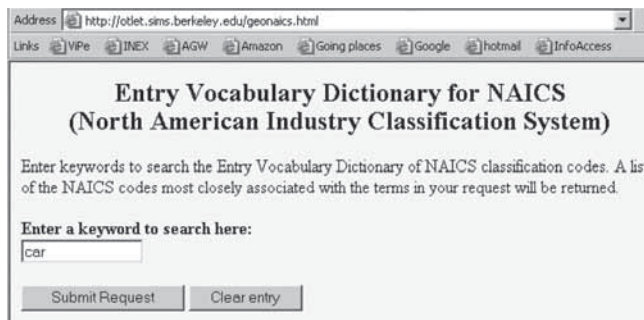 Address http://otlet.sims.berkeley.edu/geonaics.html
Links ViPe INEX AGW Amazon Going places Google hotmail InfoAccess
Entry Vocabulary Dictionary for NAICS
(North American Industry Classification System)
Enter keywords to search the Entry Vocabulary Dictionary of NAICS classification codes. A lis
of the NAICS codes most closely associated with the terms in your request will be returned.
Enter a keyword to search here:
car
Submit Request Clear entry